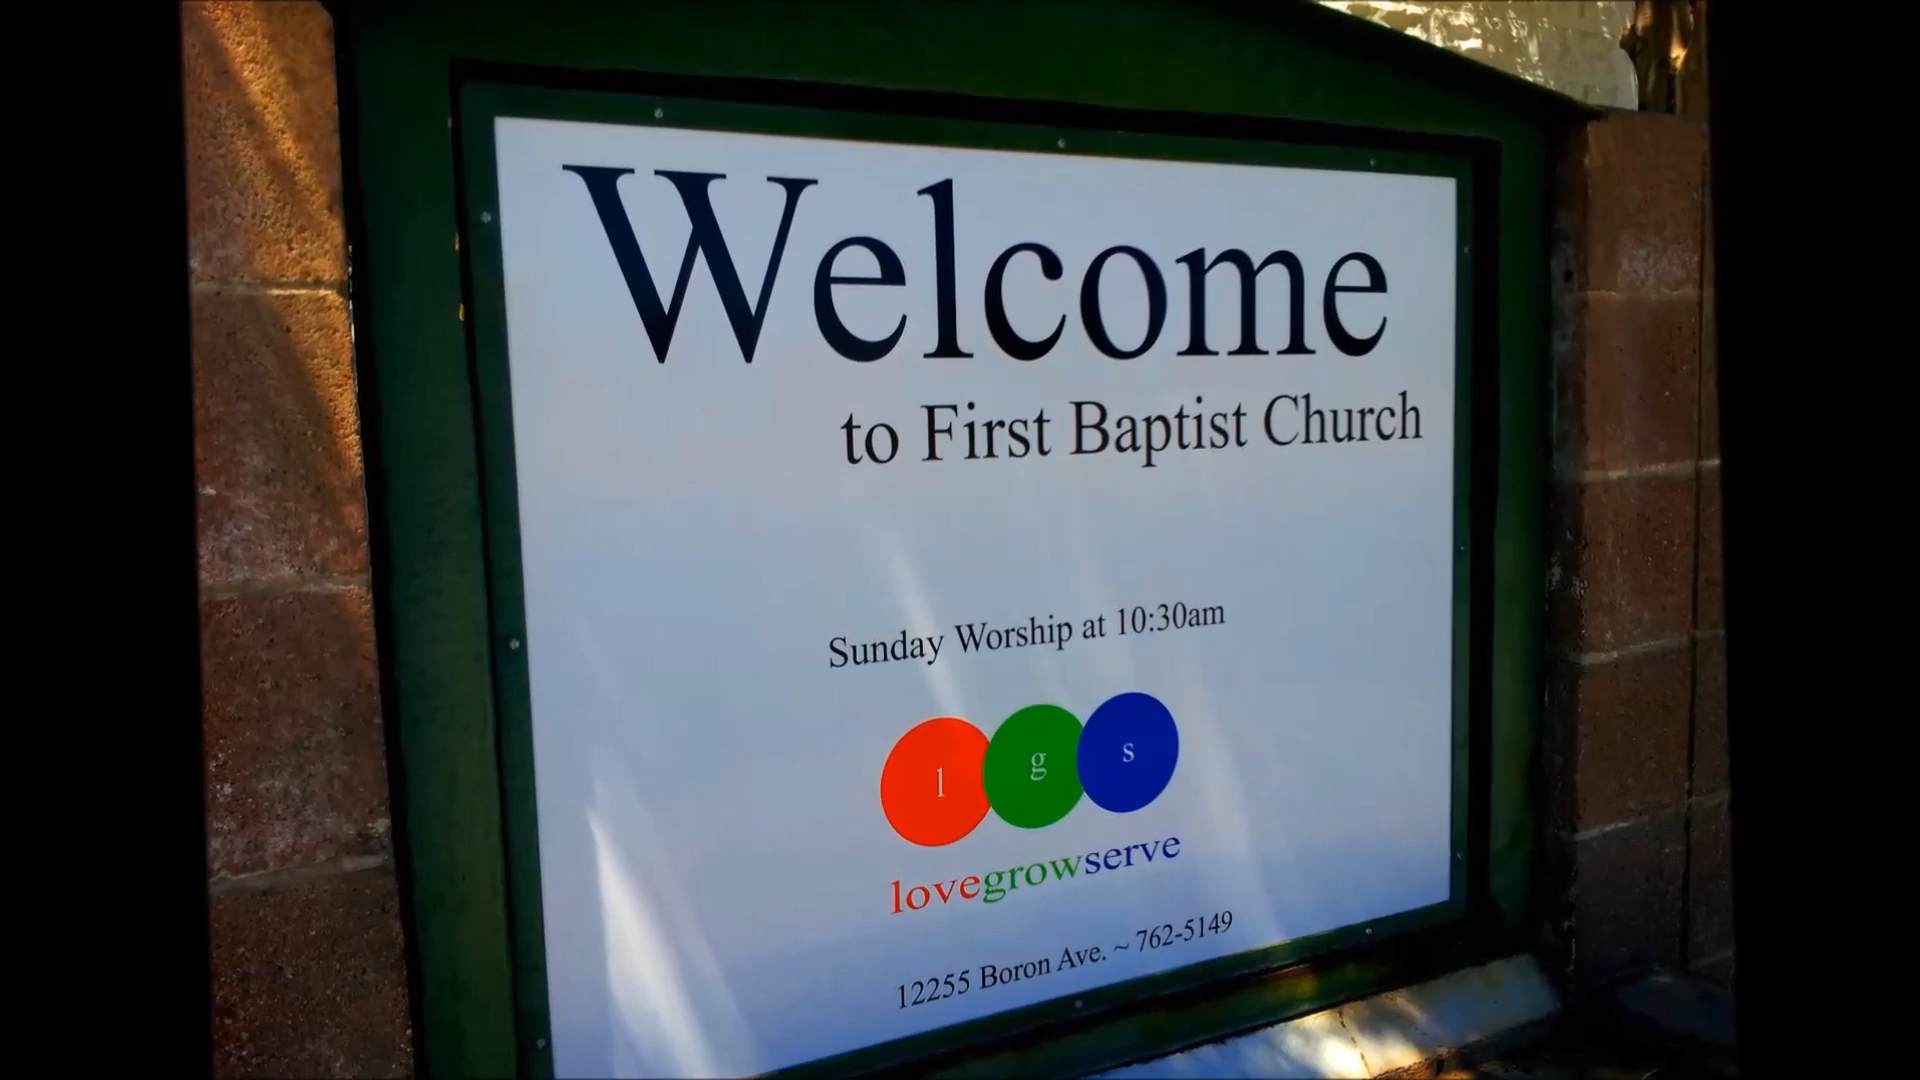 Welcome
to First Baptist Church
Sunday Worship at 10:30am
l g s
lovegrowserve
12255 Boron Ave. ~ 762-5149